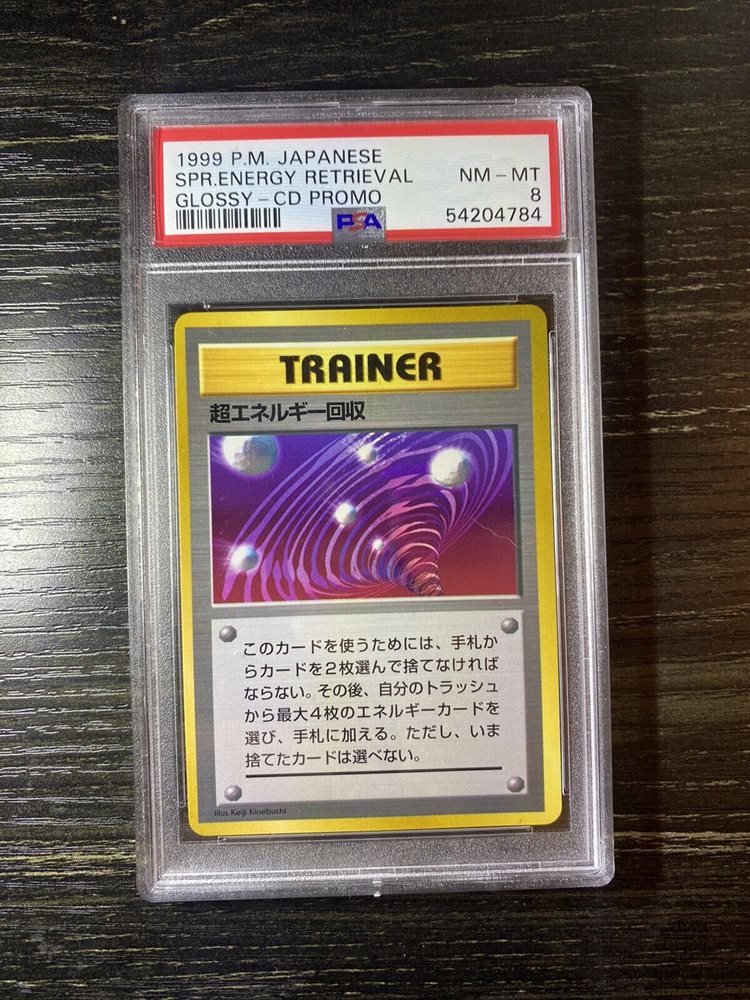 1999 P.M. JAPANESE
SPR.ENERGY RETRIEVAL NM – MT
GLOSSY – CD PROMO 8
PSA 54204784
TRAINER
超エネルギー回収
このカードを使うためには、手札か
らカードを2枚選んで捨てなければ
ならない。その後、自分のトラッシュ
から最大4枚のエネルギーカードを
選び、手札に加える。ただし、いま
捨てたカードは選べない。
Illus.Keiji Kinebuchi